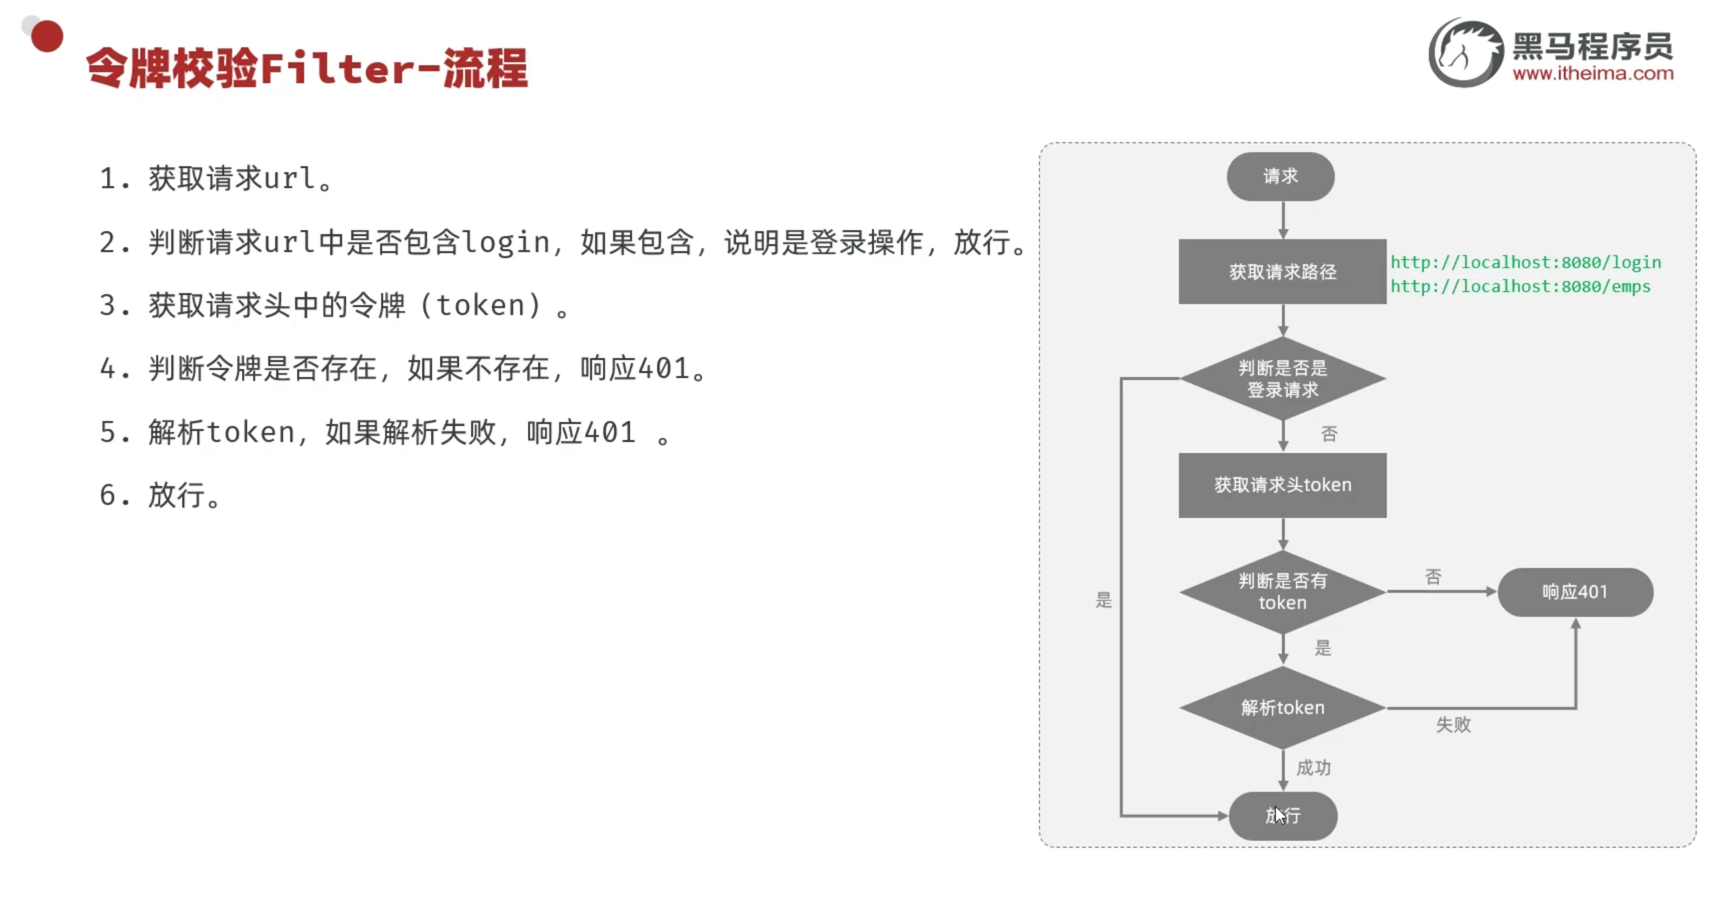 令牌校验Filter-流程
黑马程序员
www.itheima.com
1. 获取请求url。
2. 判断请求url中是否包含login，如果包含，说明是登录操作，放行。
3. 获取请求头中的令牌（token）。
4. 判断令牌是否存在，如果不存在，响应401。
5. 解析token，如果解析失败，响应401 。
6. 放行。
请求
获取请求路径
http://localhost:8080/login
http://localhost:8080/emps
判断是否是
登录请求
否
获取请求头token
判断是否有
token
否
响应401
是
是
解析token
失败
成功
放行